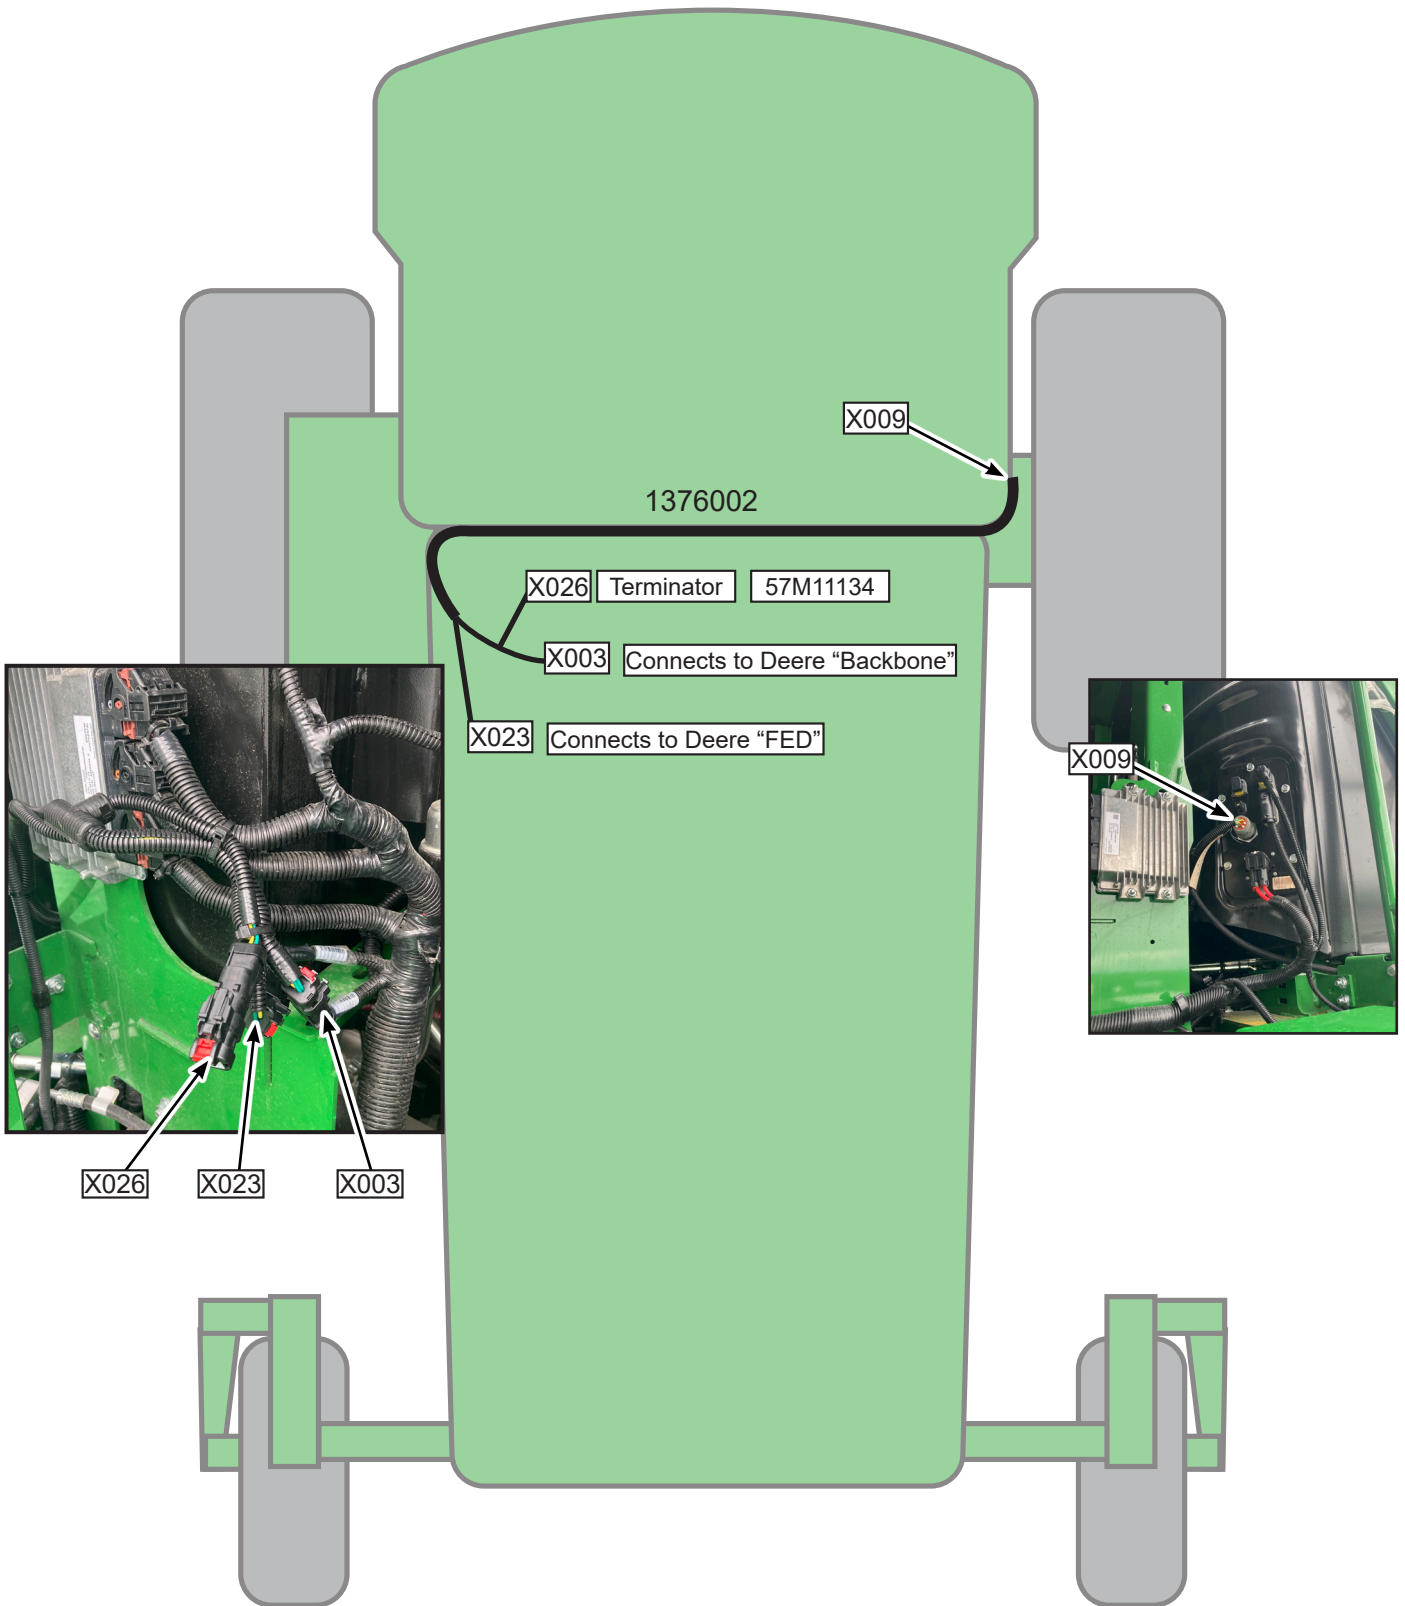 X009
1376002
X026 Terminator 57M11134
X003 Connects to Deere “Backbone”
X023 Connects to Deere “FED”
X009
X026 X023 X003